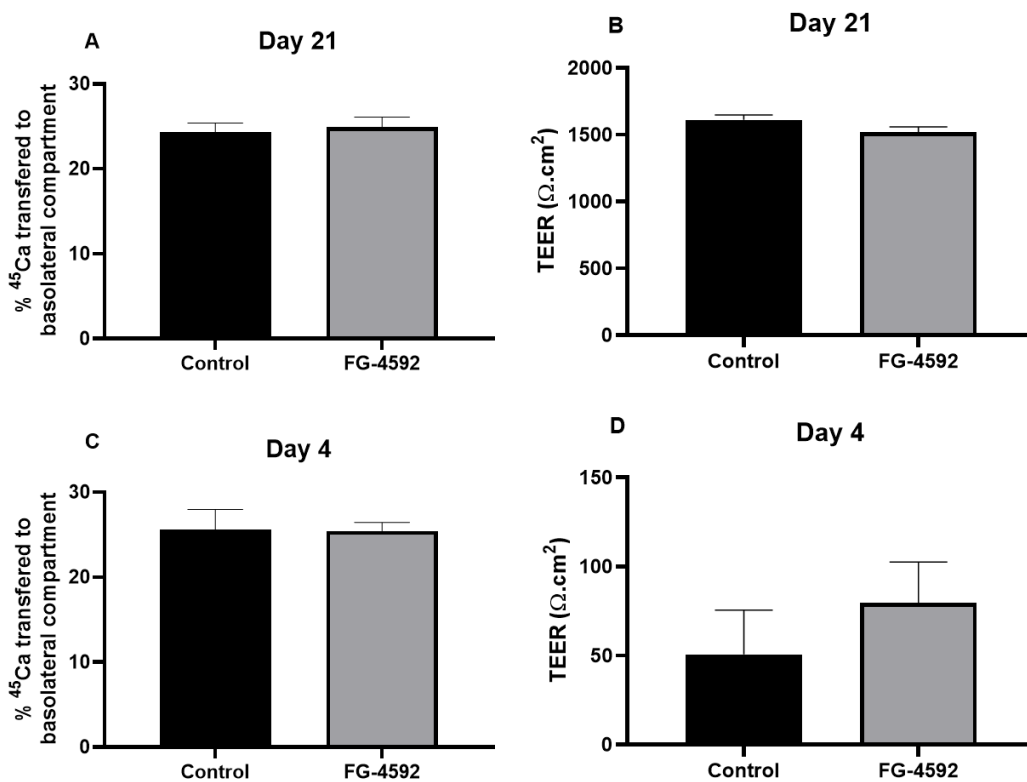 A
Day 21
% ⁴⁵Ca transfered to
basolateral compartment
30
20
10
0
Control
FG-4592
B
Day 21
TEER (Ω.cm²)
2000
1500
1000
500
0
Control
FG-4592
C
Day 4
% ⁴⁵Ca transfered to
basolateral compartment
30
20
10
0
Control
FG-4592
D
Day 4
TEER (Ω.cm²)
150
100
50
0
Control
FG-4592